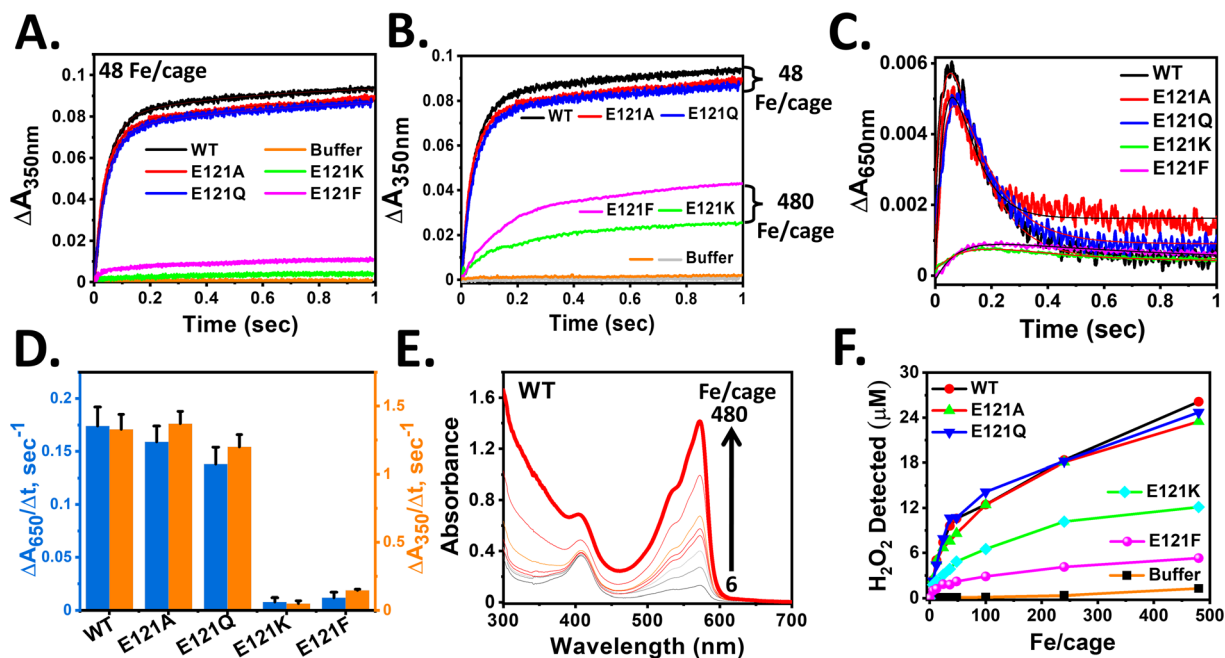 A.
48 Fe/cage
ΔA350nm
0.1
0.08
0.06
0.04
0.02
0
WT
E121A
E121Q
Buffer
E121K
E121F
0 0.2 0.4 0.6 0.8 1
Time (sec)
B.
ΔA350nm
0.1
0.08
0.06
0.04
0.02
0
WT E121A E121Q
48
Fe/cage
E121F E121K
480
Fe/cage
Buffer
0 0.2 0.4 0.6 0.8 1
Time (sec)
C.
ΔA650nm
0.006
0.004
0.002
0
WT
E121A
E121Q
E121K
E121F
0 0.2 0.4 0.6 0.8 1
Time (sec)
D.
ΔA650/Δt, sec-1
0.2
0.15
0.1
0.05
0
1.5
1
0.5
0
ΔA350/Δt, sec-1
WT E121A E121Q E121K E121F
E.
WT
Fe/cage
480
6
Absorbance
1.6
1.2
0.8
0.4
0.0
300 400 500 600 700
Wavelength (nm)
F.
H2O2 Detected (μM)
30
24
18
12
6
0
WT
E121A
E121Q
E121K
E121F
Buffer
0 100 200 300 400 500
Fe/cage